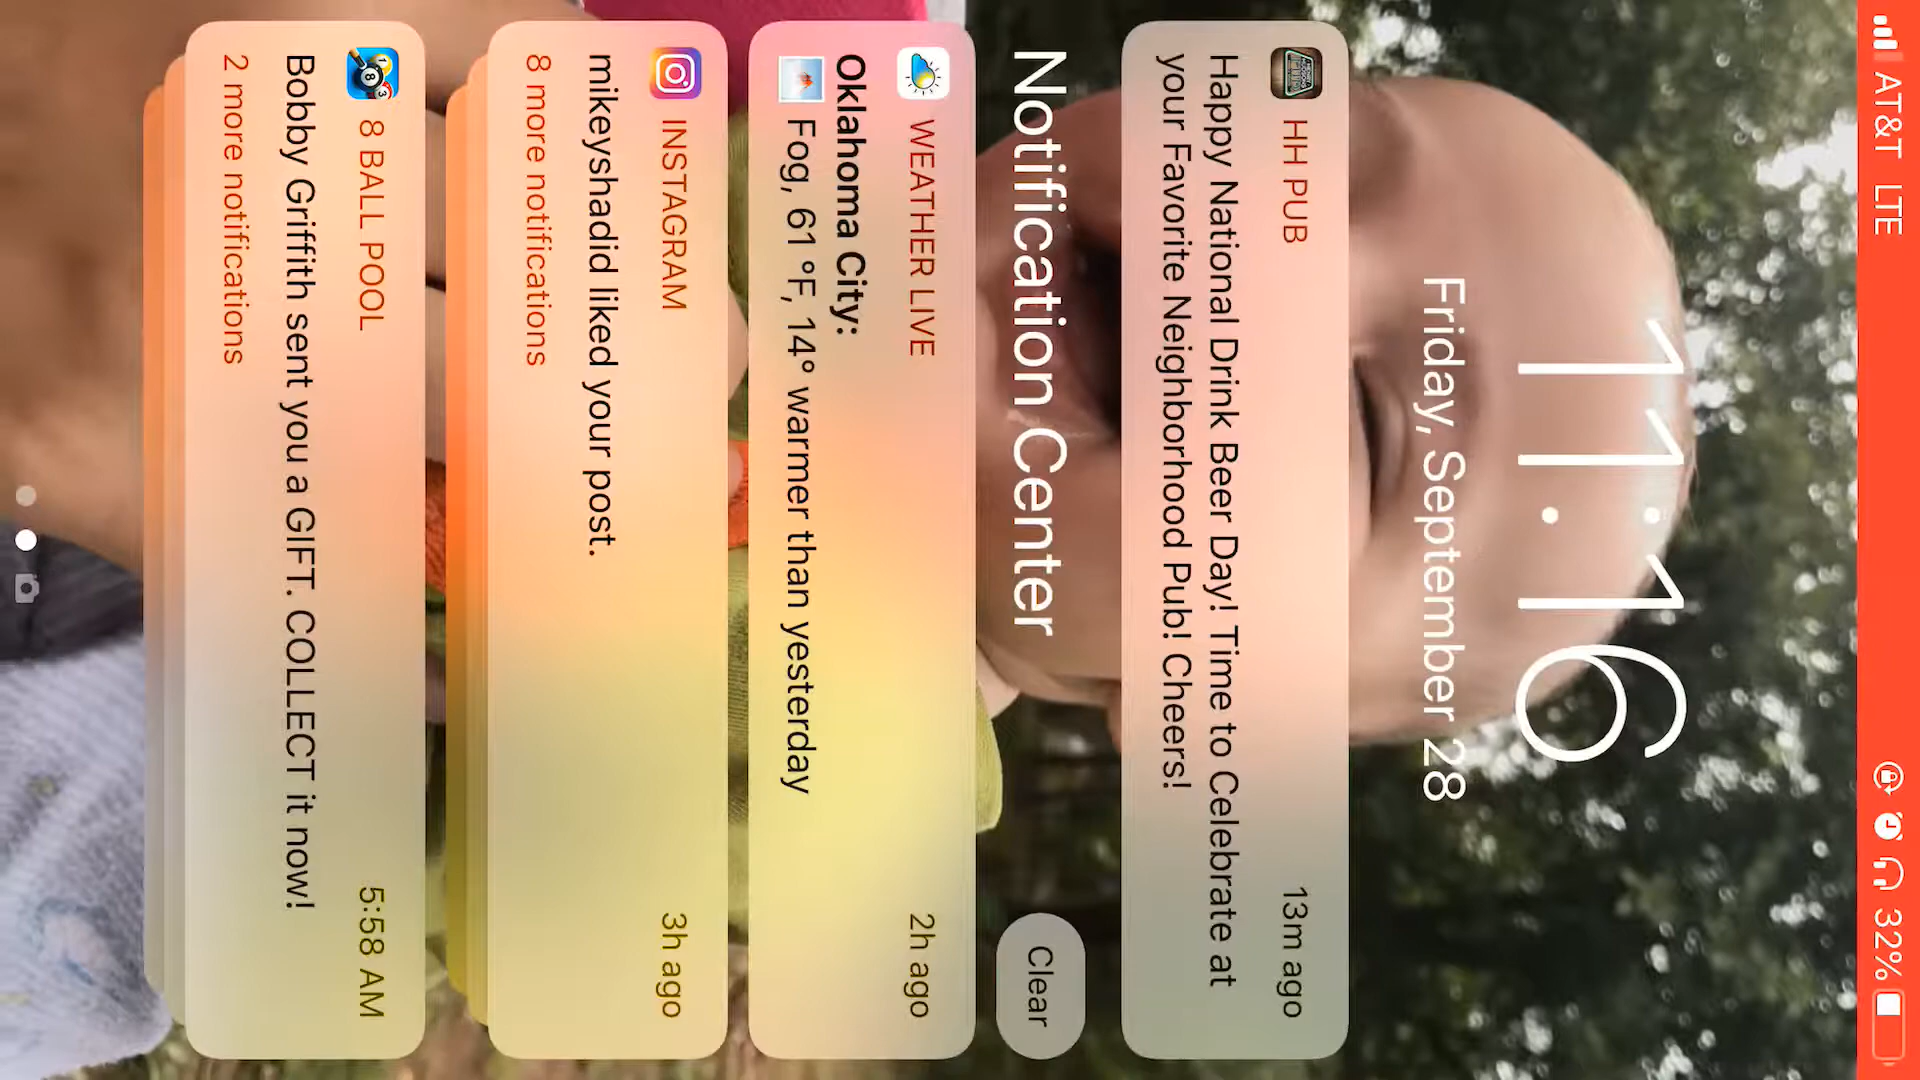 AT&T LTE 32%
11:16
Friday, September 28
HH PUB 13m ago
Happy National Drink Beer Day! Time to Celebrate at
your Favorite Neighborhood Pub! Cheers!
Notification Center
Clear
WEATHER LIVE 2h ago
Oklahoma City:
Fog, 61 °F, 14° warmer than yesterday
INSTAGRAM 3h ago
mikeyshadid liked your post.
8 more notifications
8 BALL POOL 5:58 AM
Bobby Griffith sent you a GIFT. COLLECT it now!
2 more notifications